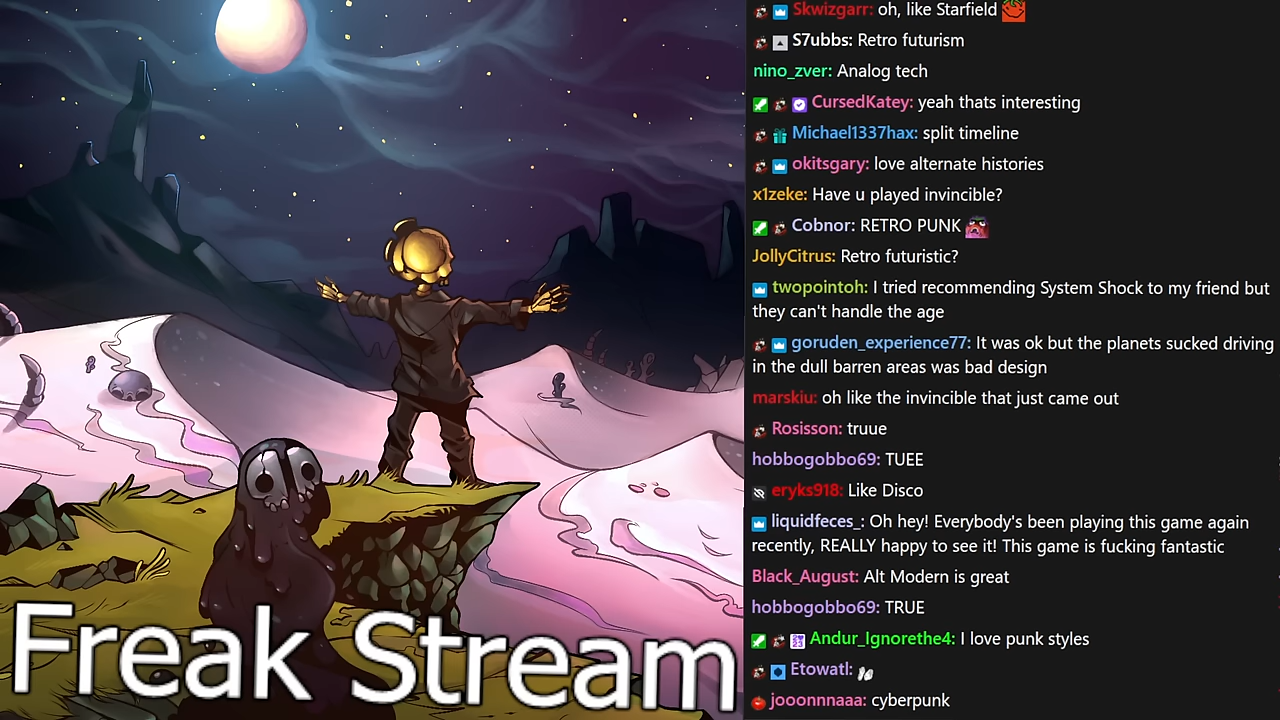 Skwizgarr: oh, like Starfield
S7ubbs: Retro futurism
nino_zver: Analog tech
CursedKatey: yeah thats interesting
Michael1337hax: split timeline
okitsgary: love alternate histories
x1zeke: Have u played invincible?
Cobnor: RETRO PUNK
JollyCitrus: Retro futuristic?
twopointoh: I tried recommending System Shock to my friend but
they can't handle the age
goruden_experience77: It was ok but the planets sucked driving
in the dull barren areas was bad design
marskiu: oh like the invincible that just came out
Rosisson: truue
hobbogobbo69: TUEE
eryks918: Like Disco
liquidfeces_: Oh hey! Everybody's been playing this game again
recently, REALLY happy to see it! This game is fucking fantastic
Black_August: Alt Modern is great
hobbogobbo69: TRUE
Andur_Ignorethe4: I love punk styles
Etowatl:
jooonnnaaa: cyberpunk
Freak Stream